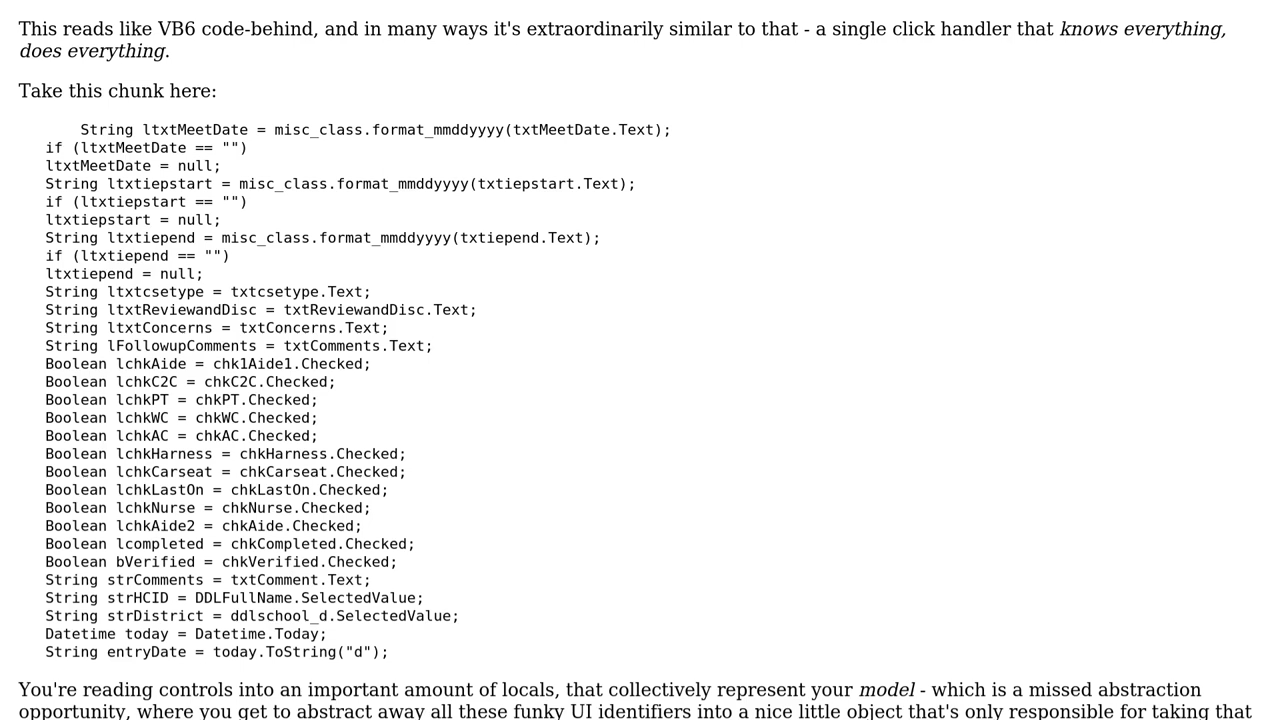 This reads like VB6 code-behind, and in many ways it's extraordinarily similar to that - a single click handler that knows everything,
does everything.
Take this chunk here:
String ltxtMeetDate = misc_class.format_mmddyyyy(txtMeetDate.Text);
if (ltxtMeetDate == "")
ltxtMeetDate = null;
String ltxtiepstart = misc_class.format_mmddyyyy(txtiepstart.Text);
if (ltxtiepstart == "")
ltxtiepstart = null;
String ltxtiepend = misc_class.format_mmddyyyy(txtiepend.Text);
if (ltxtiepend == "")
ltxtiepend = null;
String ltxtcsetype = txtcsetype.Text;
String ltxtReviewandDisc = txtReviewandDisc.Text;
String ltxtConcerns = txtConcerns.Text;
String lFollowupComments = txtComments.Text;
Boolean lchkAide = chk1Aide1.Checked;
Boolean lchkC2C = chkC2C.Checked;
Boolean lchkPT = chkPT.Checked;
Boolean lchkWC = chkWC.Checked;
Boolean lchkAC = chkAC.Checked;
Boolean lchkHarness = chkHarness.Checked;
Boolean lchkCarseat = chkCarseat.Checked;
Boolean lchkLastOn = chkLastOn.Checked;
Boolean lchkNurse = chkNurse.Checked;
Boolean lchkAide2 = chkAide.Checked;
Boolean lcompleted = chkCompleted.Checked;
Boolean bVerified = chkVerified.Checked;
String strComments = txtComment.Text;
String strHCID = DDLFullName.SelectedValue;
String strDistrict = ddlschool_d.SelectedValue;
Datetime today = Datetime.Today;
String entryDate = today.ToString("d");
You're reading controls into an important amount of locals, that collectively represent your model - which is a missed abstraction
opportunity, where you get to abstract away all these funky UI identifiers into a nice little object that's only responsible for taking that